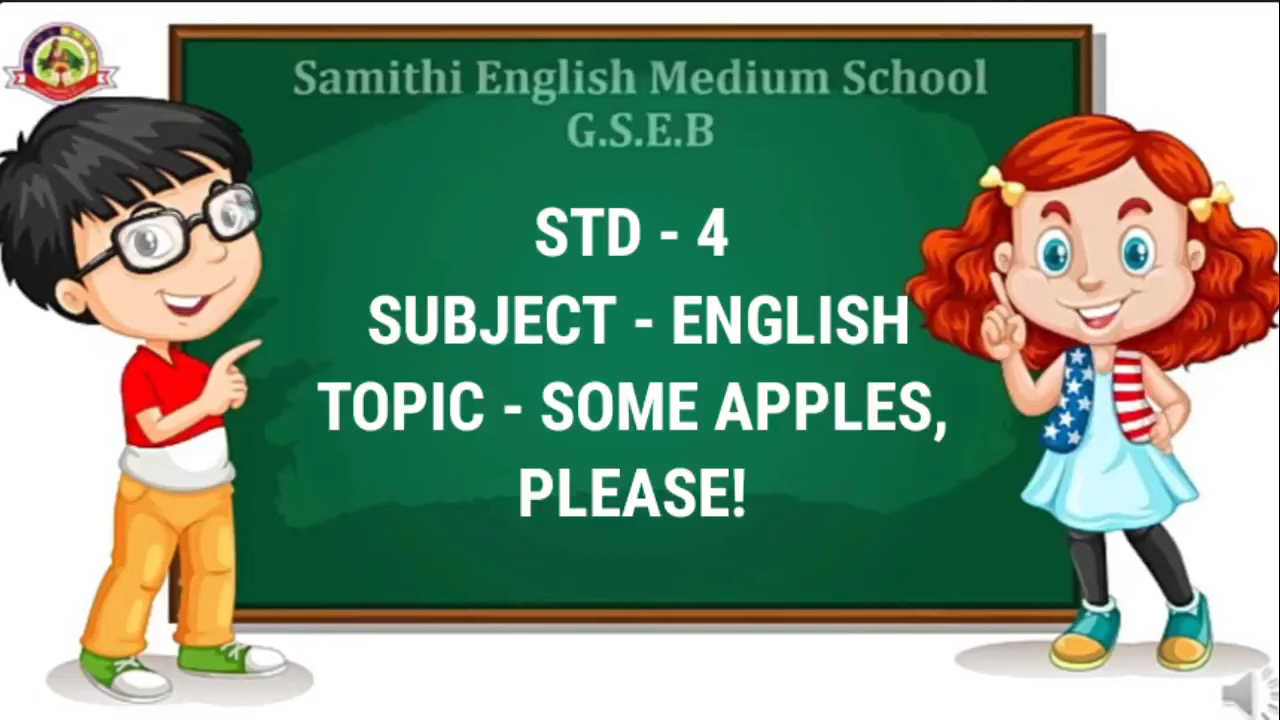 Samithi English Medium School
G.S.E.B
STD - 4
SUBJECT - ENGLISH
TOPIC - SOME APPLES,
PLEASE!